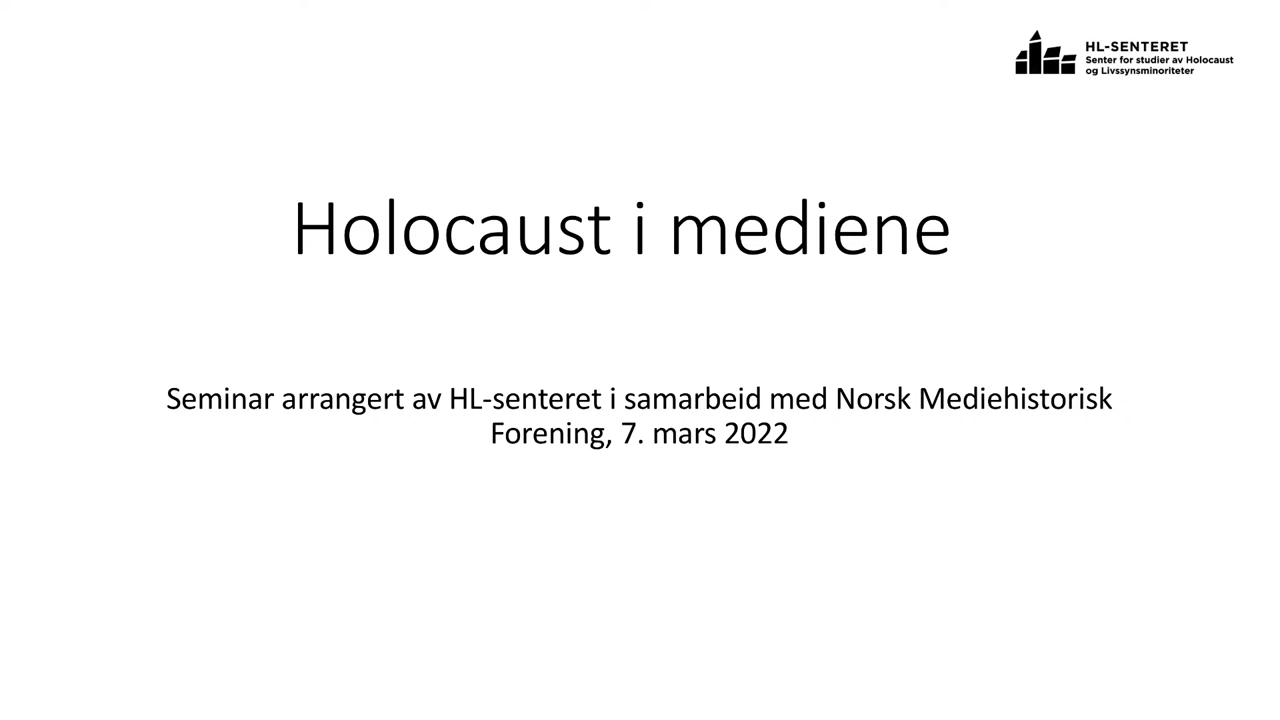 HL-SENTERET
Senter for studier av Holocaust
og Livssynsminoriteter
Holocaust i mediene
Seminar arrangert av HL-senteret i samarbeid med Norsk Mediehistorisk
Forening, 7. mars 2022